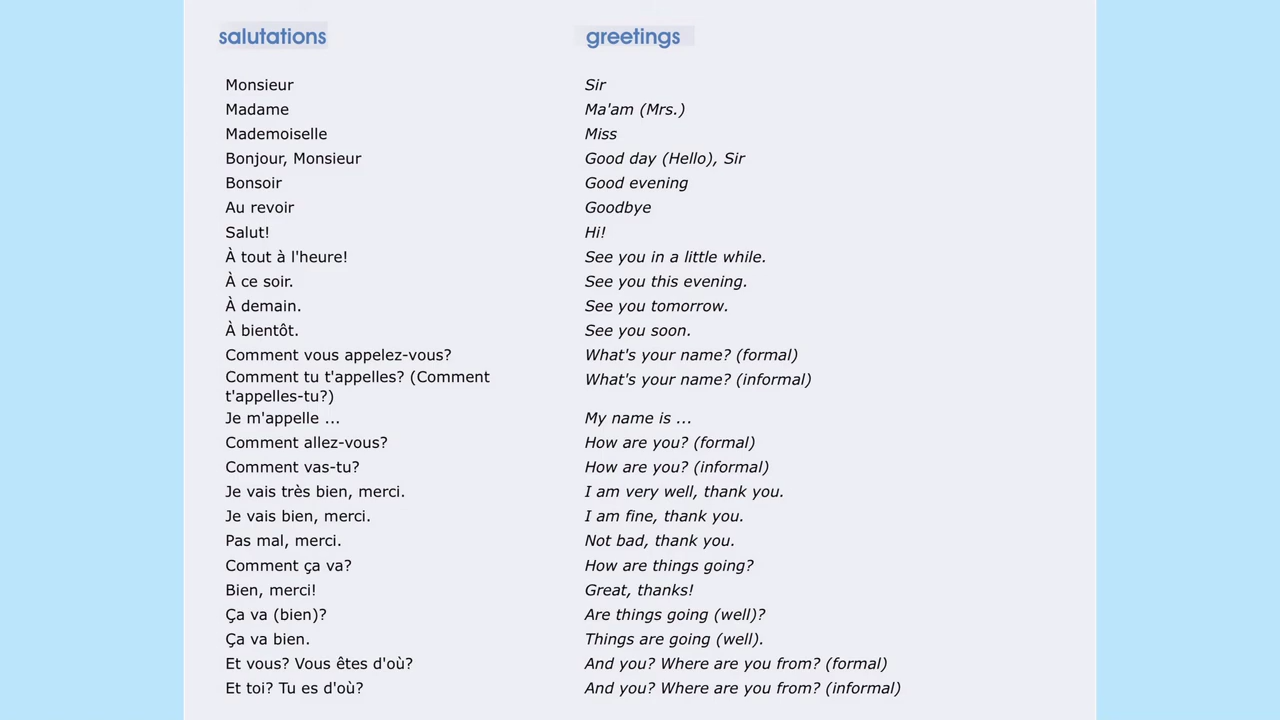 salutations greetings
Monsieur Sir
Madame Ma'am (Mrs.)
Mademoiselle Miss
Bonjour, Monsieur Good day (Hello), Sir
Bonsoir Good evening
Au revoir Goodbye
Salut! Hi!
À tout à l'heure! See you in a little while.
À ce soir. See you this evening.
À demain. See you tomorrow.
À bientôt. See you soon.
Comment vous appelez-vous? What's your name? (formal)
Comment tu t'appelles? (Comment What's your name? (informal)
t'appelles-tu?)
Je m'appelle ... My name is ...
Comment allez-vous? How are you? (formal)
Comment vas-tu? How are you? (informal)
Je vais très bien, merci. I am very well, thank you.
Je vais bien, merci. I am fine, thank you.
Pas mal, merci. Not bad, thank you.
Comment ça va? How are things going?
Bien, merci! Great, thanks!
Ça va (bien)? Are things going (well)?
Ça va bien. Things are going (well).
Et vous? Vous êtes d'où? And you? Where are you from? (formal)
Et toi? Tu es d'où? And you? Where are you from? (informal)